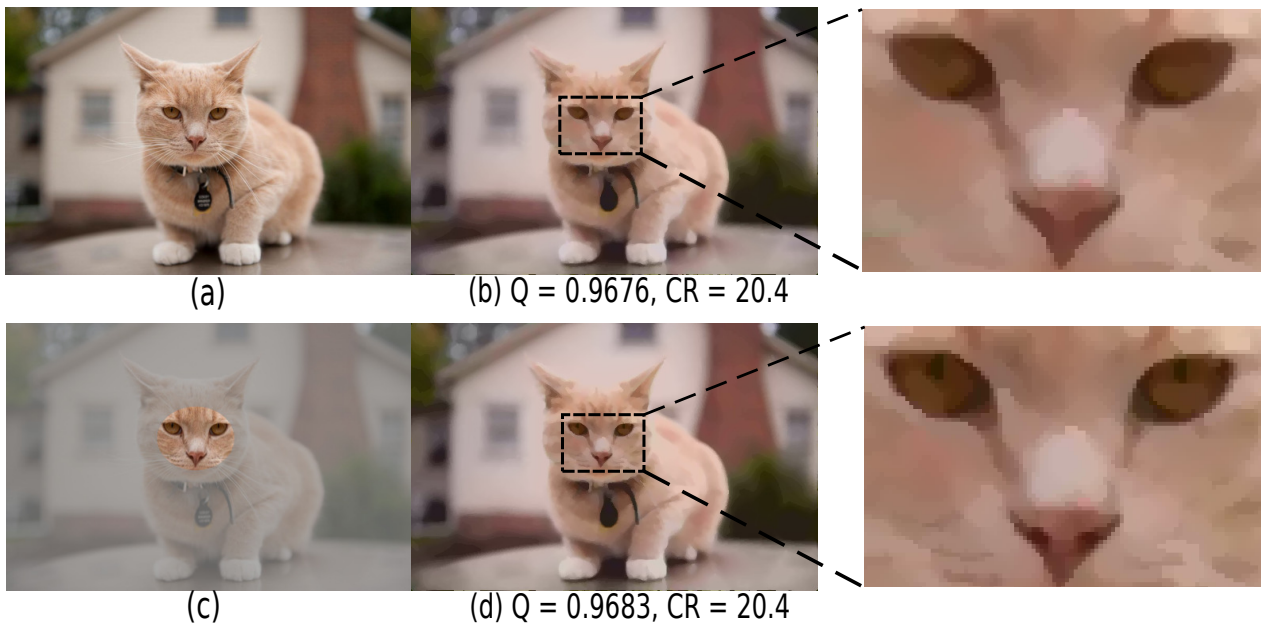 (a)
(b) Q = 0.9676, CR = 20.4
(c)
(d) Q = 0.9683, CR = 20.4